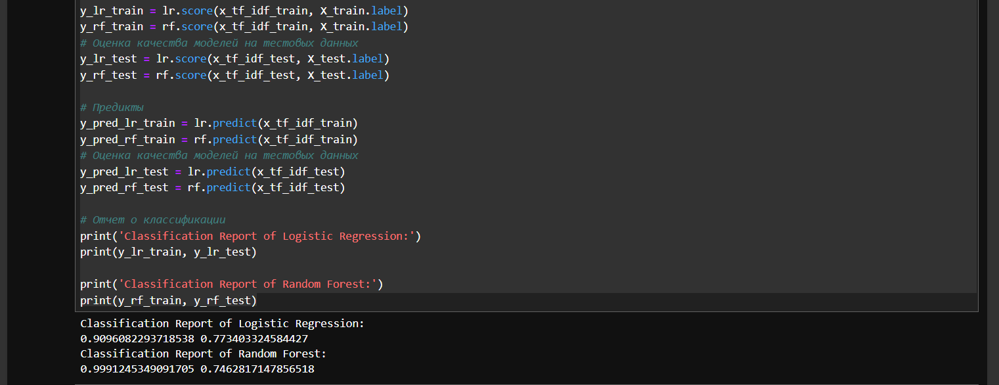 y_lr_train = lr.score(x_tf_idf_train, X_train.label)
y_rf_train = rf.score(x_tf_idf_train, X_train.label)
# Оценка качества моделей на тестовых данных
y_lr_test = lr.score(x_tf_idf_test, X_test.label)
y_rf_test = rf.score(x_tf_idf_test, X_test.label)
# Предикты
y_pred_lr_train = lr.predict(x_tf_idf_train)
y_pred_rf_train = rf.predict(x_tf_idf_train)
# Оценка качества моделей на тестовых данных
y_pred_lr_test = lr.predict(x_tf_idf_test)
y_pred_rf_test = rf.predict(x_tf_idf_test)
# Отчет о классификации
print('Classification Report of Logistic Regression:')
print(y_lr_train, y_lr_test)
print('Classification Report of Random Forest:')
print(y_rf_train, y_rf_test)
Classification Report of Logistic Regression:
0.9096082293718538 0.773403324584427
Classification Report of Random Forest:
0.9991245349091705 0.7462817147856518